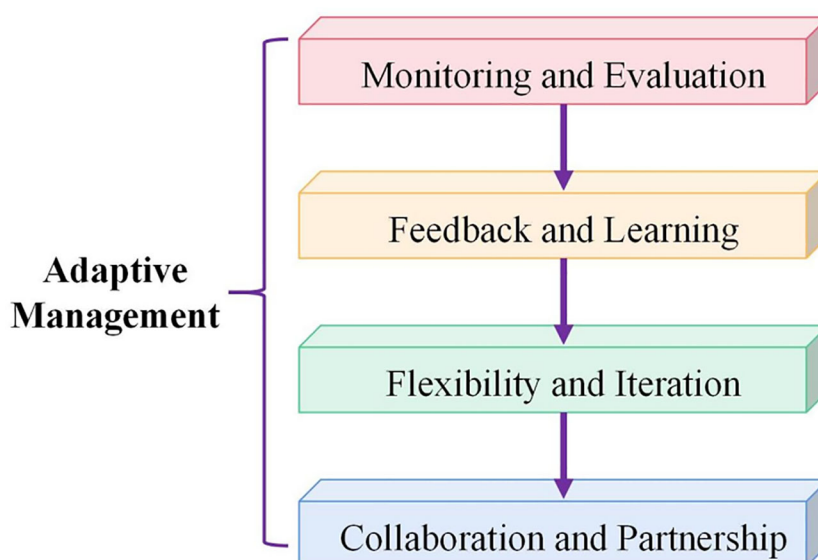 Monitoring and Evaluation
Feedback and Learning
Adaptive
Management
Flexibility and Iteration
Collaboration and Partnership